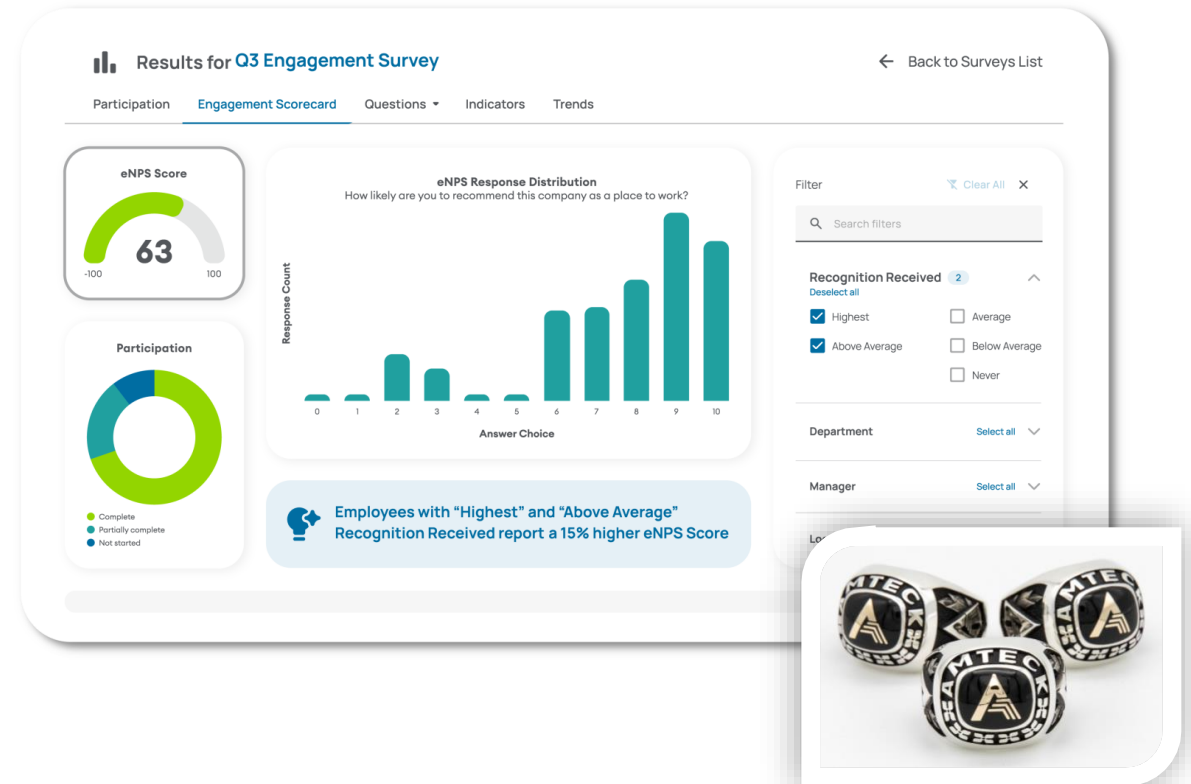 Results for Q3 Engagement Survey
Back to Surveys List
Participation
Engagement Scorecard
Questions
Indicators
Trends
eNPS Score
63
-100
100
Participation
Complete
Partially complete
Not started
eNPS Response Distribution
How likely are you to recommend this company as a place to work?
Response Count
0 1 2 3 4 5 6 7 8 9 10
Answer Choice
Employees with “Highest” and “Above Average”
Recognition Received report a 15% higher eNPS Score
Filter
Clear All
Search filters
Recognition Received 2
Deselect all
Highest
Average
Above Average
Below Average
Never
Department
Select all
Manager
Select all
AMTECK
A
AMTECK
A
AMTECK
A